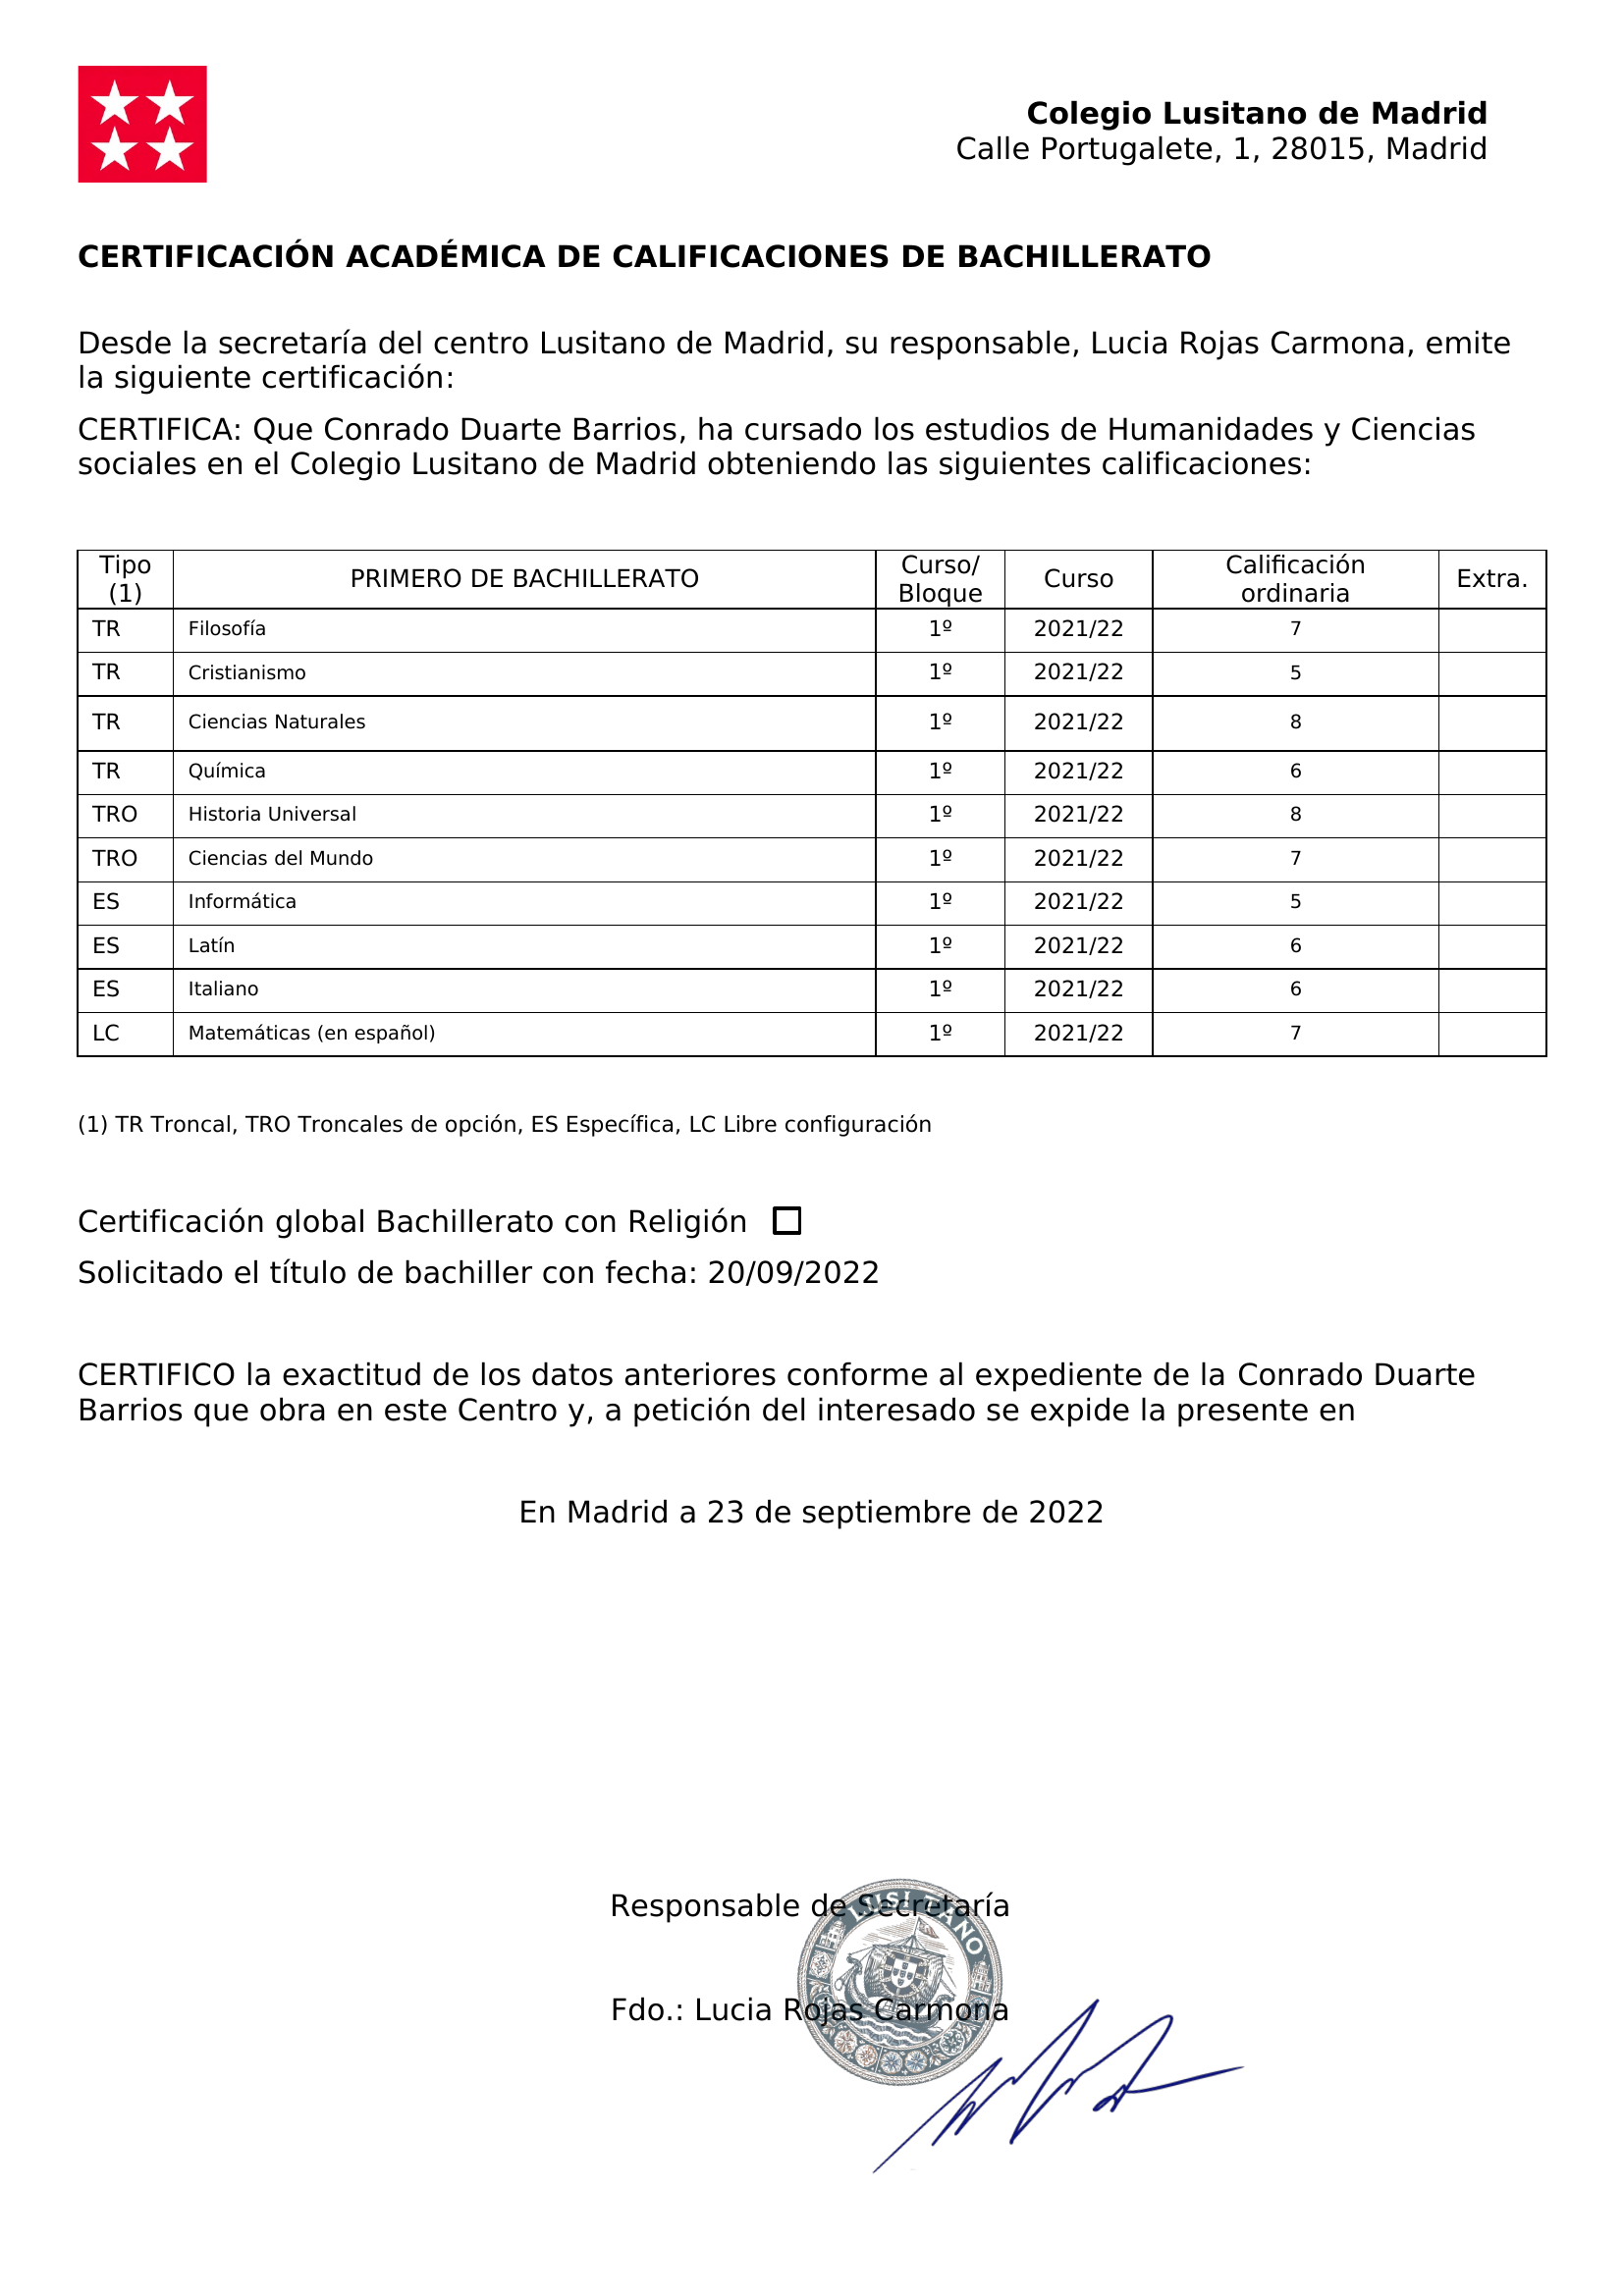 Colegio Lusitano de Madrid
Calle Portugalete, 1, 28015, Madrid
CERTIFICACIÓN ACADÉMICA DE CALIFICACIONES DE BACHILLERATO
Desde la secretaría del centro Lusitano de Madrid, su responsable, Lucia Rojas Carmona, emite
la siguiente certificación:
CERTIFICA: Que Conrado Duarte Barrios, ha cursado los estudios de Humanidades y Ciencias
sociales en el Colegio Lusitano de Madrid obteniendo las siguientes calificaciones:
Tipo (1) PRIMERO DE BACHILLERATO Curso/ Bloque Curso Calificación ordinaria Extra.
TR Filosofía 1º 2021/22 7
TR Cristianismo 1º 2021/22 5
TR Ciencias Naturales 1º 2021/22 8
TR Química 1º 2021/22 6
TRO Historia Universal 1º 2021/22 8
TRO Ciencias del Mundo 1º 2021/22 7
ES Informática 1º 2021/22 5
ES Latín 1º 2021/22 6
ES Italiano 1º 2021/22 6
LC Matemáticas (en español) 1º 2021/22 7
(1) TR Troncal, TRO Troncales de opción, ES Específica, LC Libre configuración
Certificación global Bachillerato con Religión ☐
Solicitado el título de bachiller con fecha: 20/09/2022
CERTIFICO la exactitud de los datos anteriores conforme al expediente de la Conrado Duarte
Barrios que obra en este Centro y, a petición del interesado se expide la presente en
En Madrid a 23 de septiembre de 2022
Responsable de Secretaría
LUSI TANO
Fdo.: Lucia Rojas Carmona